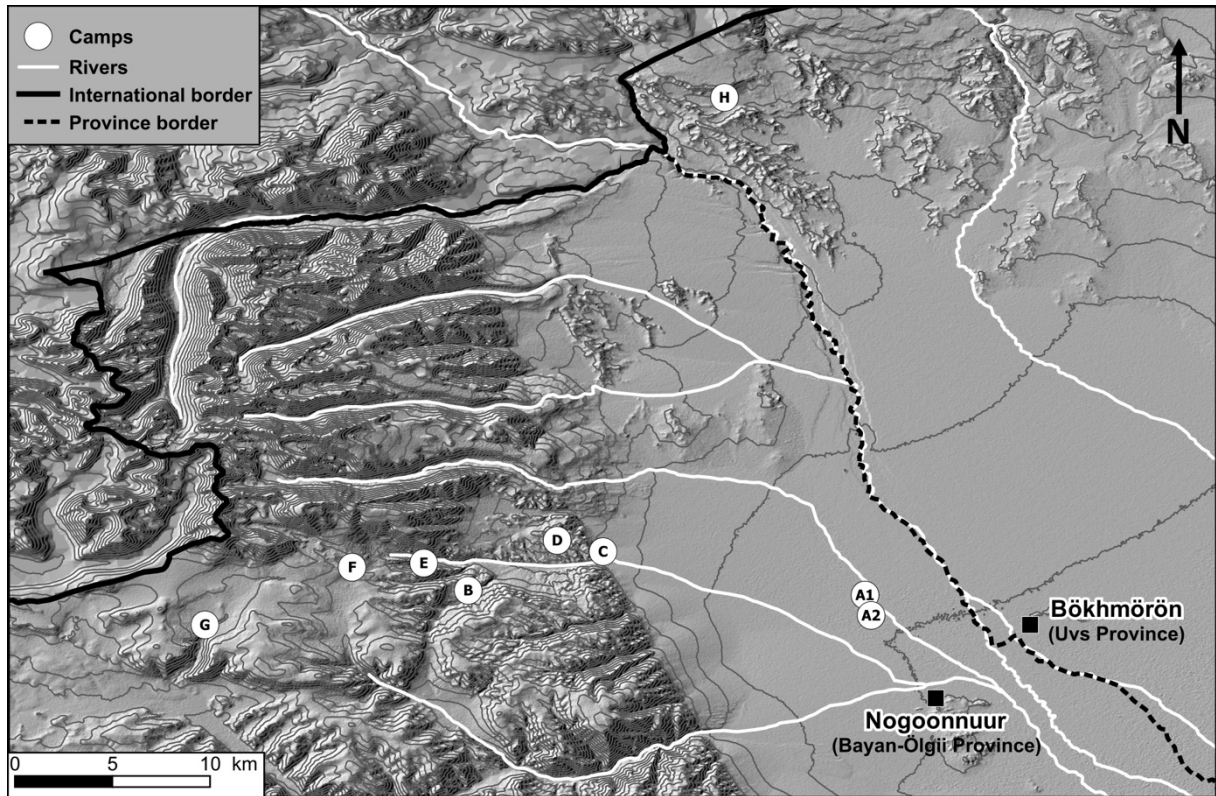 Camps
Rivers
International border
Province border
N
H
D
C
E
F
B
G
A1
A2
Bökhmörön
(Uvs Province)
Nogoonnuur
(Bayan-Ölgii Province)
0 5 10 km